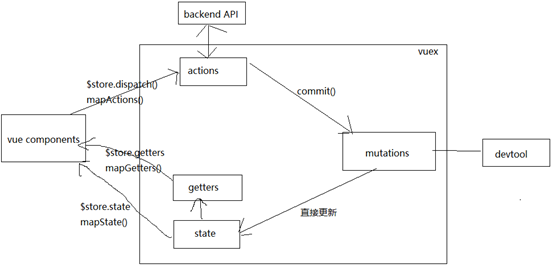 backend API
vuex
actions
$store.dispatch()
mapActions()
commit()
vue components
$store.getters
mapGetters()
mutations
devtool
getters
$store.state
mapState()
state
直接更新